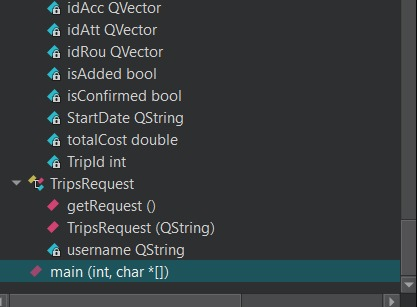 idAcc QVector
idAtt QVector
idRou QVector
isAdded bool
isConfirmed bool
StartDate QString
totalCost double
TripId int
TripsRequest
getRequest ()
TripsRequest (QString)
username QString
main (int, char *[])